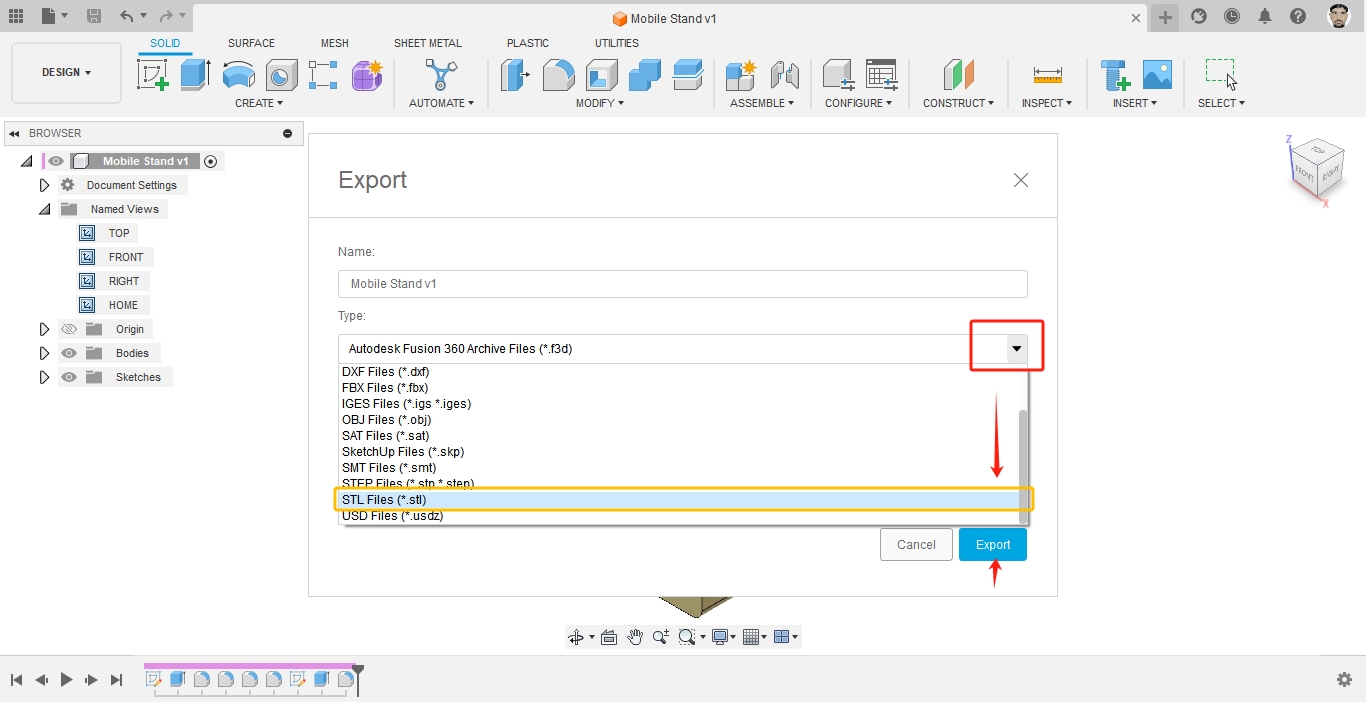 Mobile Stand v1
SOLID SURFACE MESH SHEET METAL PLASTIC UTILITIES
DESIGN
CREATE AUTOMATE MODIFY ASSEMBLE CONFIGURE CONSTRUCT INSPECT INSERT SELECT
BROWSER
Mobile Stand v1
Document Settings
Named Views
TOP
FRONT
RIGHT
HOME
Origin
Bodies
Sketches
Export
Name:
Mobile Stand v1
Type:
Autodesk Fusion 360 Archive Files (*.f3d)
DXF Files (*.dxf)
FBX Files (*.fbx)
IGES Files (*.igs *.iges)
OBJ Files (*.obj)
SAT Files (*.sat)
SketchUp Files (*.skp)
SMT Files (*.smt)
STEP Files (*.stp *.step)
STL Files (*.stl)
USD Files (*.usdz)
Cancel Export
Z
TOP
FRONT RIGHT
X